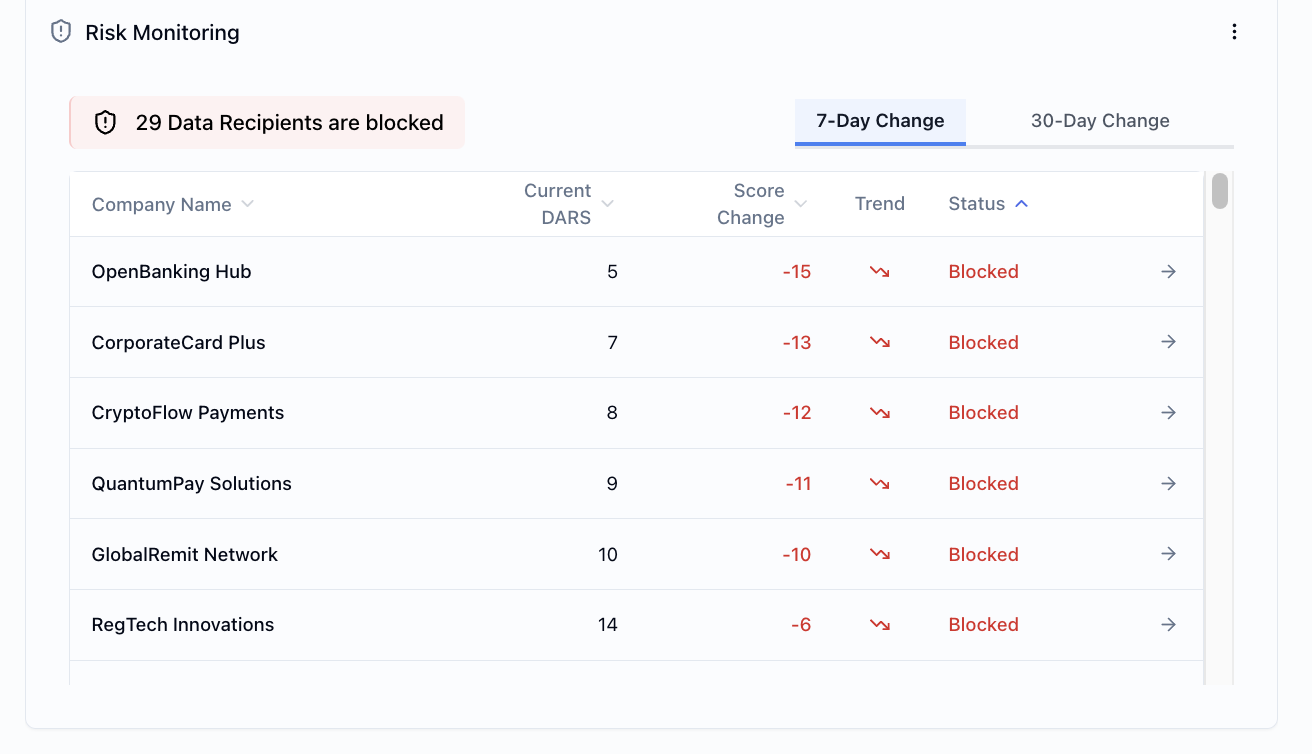 Risk Monitoring
29 Data Recipients are blocked
7-Day Change 30-Day Change
Company Name Current DARS Score Change Trend Status
OpenBanking Hub 5 -15 Blocked
CorporateCard Plus 7 -13 Blocked
CryptoFlow Payments 8 -12 Blocked
QuantumPay Solutions 9 -11 Blocked
GlobalRemit Network 10 -10 Blocked
RegTech Innovations 14 -6 Blocked